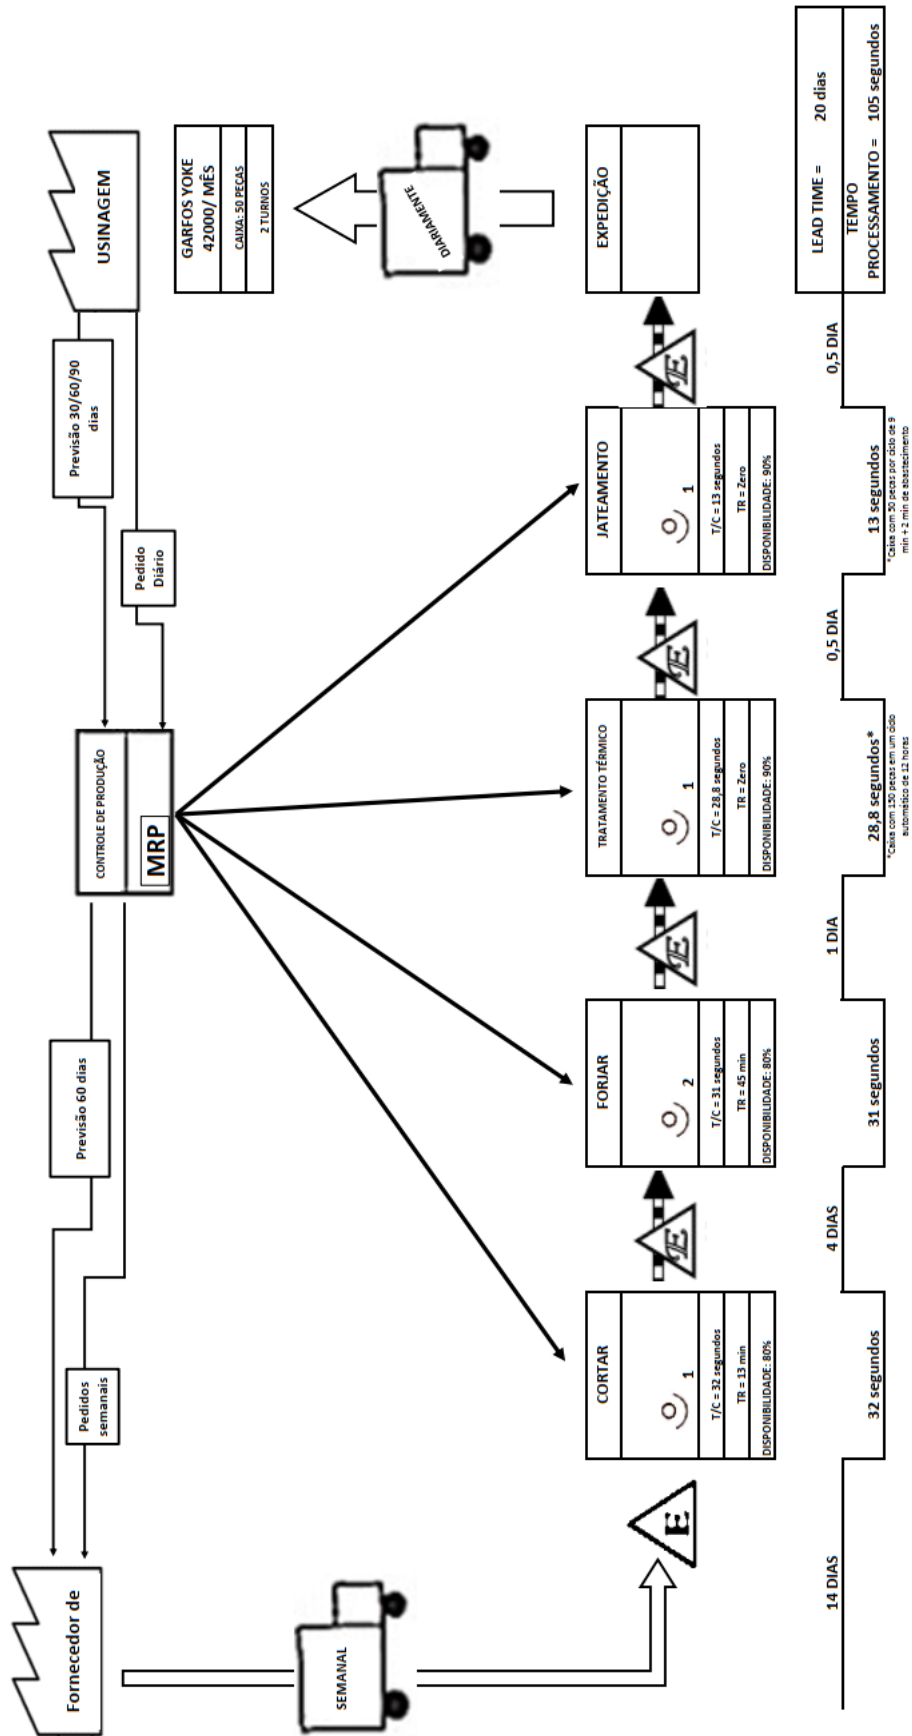 Fornecedor de
Previsão 60 dias
Pedidos
semanais
CONTROLE DE PRODUÇÃO
MRP
Previsão 30/60/90
dias
Pedido
Diário
USINAGEM
GARFOS YOKE
42000/ MÊS
CAIXA: 50 PEÇAS
2 TURNOS
SEMANAL
DIARIAMENTE
E
CORTAR
1
T/C = 32 segundos
TR = 13 min
DISPONIBILIDADE: 80%
E
FORJAR
2
T/C = 31 segundos
TR = 45 min
DISPONIBILIDADE: 80%
E
TRATAMENTO TÉRMICO
1
T/C = 28,8 segundos
TR = Zero
DISPONIBILIDADE: 90%
E
JATEAMENTO
1
T/C = 13 segundos
TR = Zero
DISPONIBILIDADE: 90%
E
EXPEDIÇÃO
14 DIAS
32 segundos
4 DIAS
31 segundos
1 DIA
28,8 segundos*
*Caixa com 150 peças em um ciclo
automático de 12 horas
0,5 DIA
13 segundos
*Caixa com 50 peças por ciclo de 9
min + 2 min de abastecimento
0,5 DIA
LEAD TIME = 20 dias
TEMPO
PROCESSAMENTO = 105 segundos